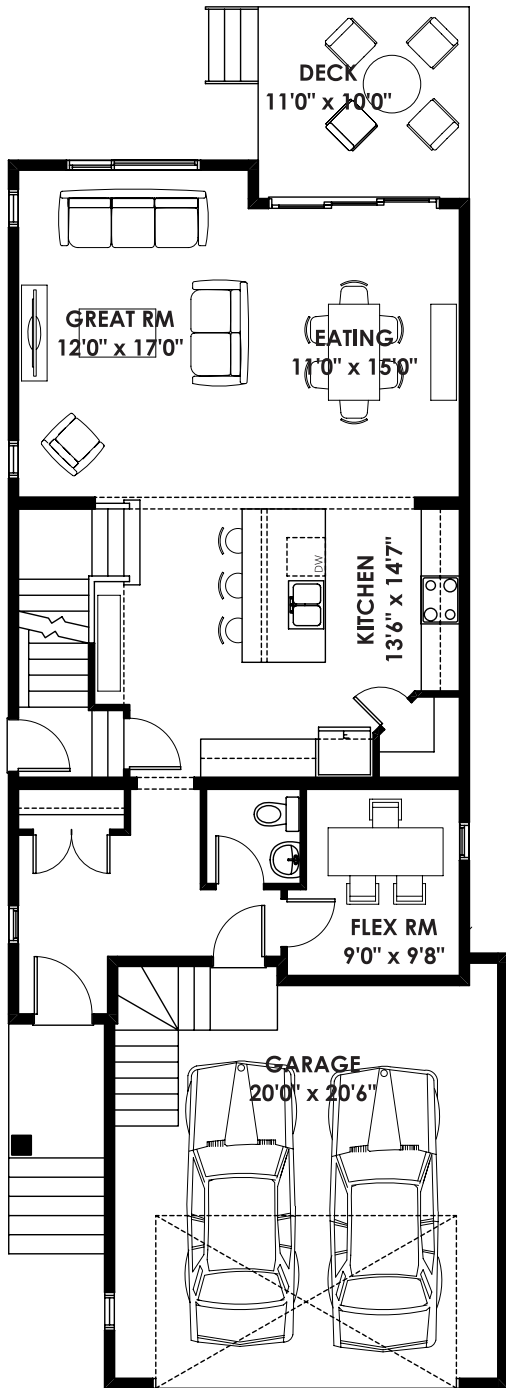 DECK
11'0" x 10'0"
GREAT RM
12'0" x 17'0"
EATING
11'0" x 15'0"
DW
KITCHEN
13'6" x 14'7"
F
FLEX RM
9'0" x 9'8"
GARAGE
20'0" x 20'6"